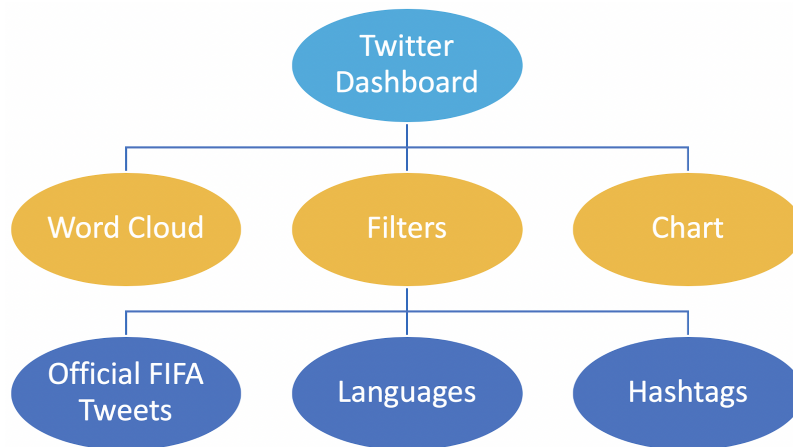 Twitter
Dashboard
Word Cloud
Filters
Chart
Official FIFA
Tweets
Languages
Hashtags